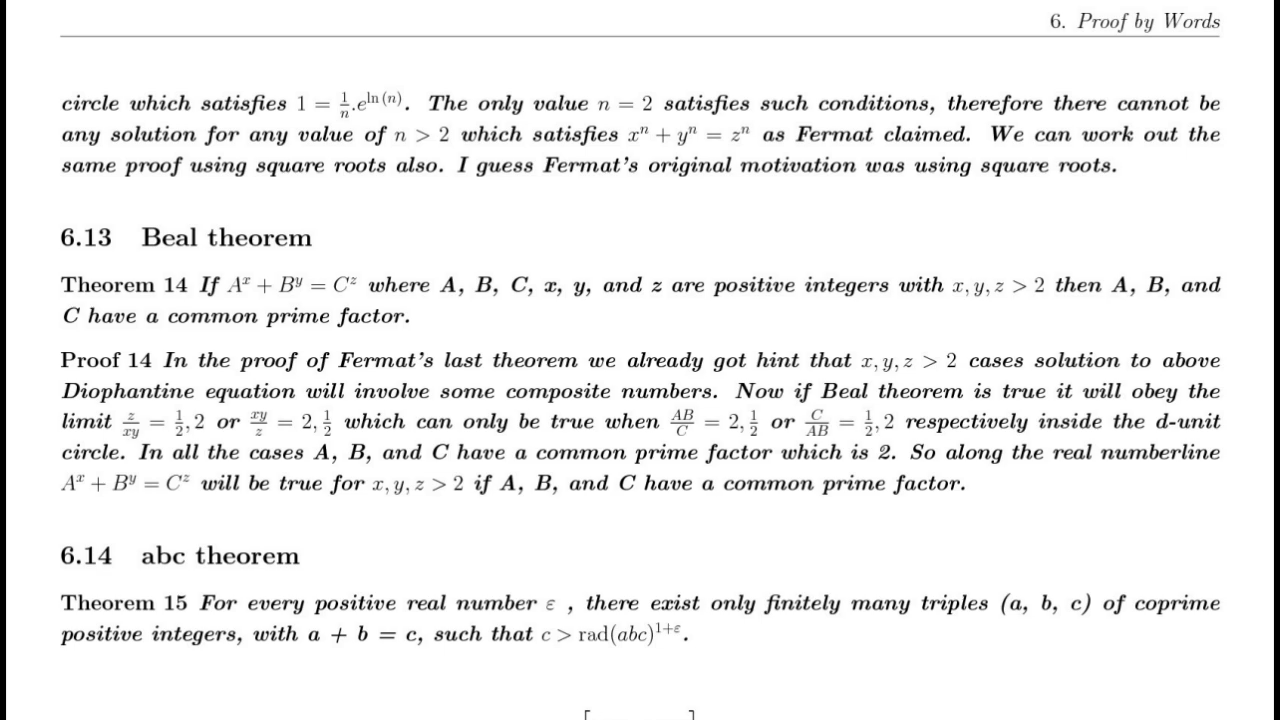 6. Proof by Words
circle which satisfies 1 = 1/n.e^ln(n). The only value n = 2 satisfies such conditions, therefore there cannot be
any solution for any value of n > 2 which satisfies xⁿ + yⁿ = zⁿ as Fermat claimed. We can work out the
same proof using square roots also. I guess Fermat's original motivation was using square roots.
6.13 Beal theorem
Theorem 14 If Aˣ + Bʸ = Cᶻ where A, B, C, x, y, and z are positive integers with x, y, z > 2 then A, B, and
C have a common prime factor.
Proof 14 In the proof of Fermat's last theorem we already got hint that x, y, z > 2 cases solution to above
Diophantine equation will involve some composite numbers. Now if Beal theorem is true it will obey the
limit z/xy = 1/2, 2 or xy/z = 2, 1/2 which can only be true when AB/C = 2, 1/2 or C/AB = 1/2, 2 respectively inside the d-unit
circle. In all the cases A, B, and C have a common prime factor which is 2. So along the real numberline
Aˣ + Bʸ = Cᶻ will be true for x, y, z > 2 if A, B, and C have a common prime factor.
6.14 abc theorem
Theorem 15 For every positive real number ε , there exist only finitely many triples (a, b, c) of coprime
positive integers, with a + b = c, such that c > rad(abc)^1+ε.